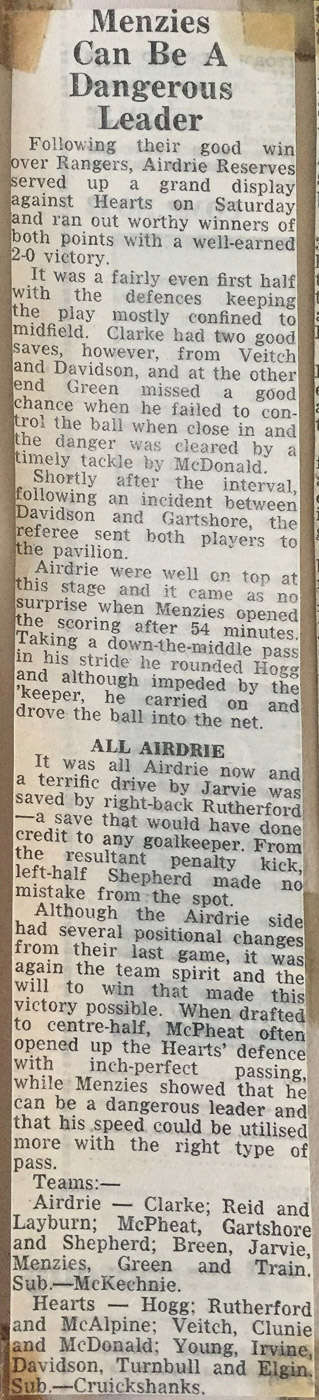 Menzies
Can Be A
Dangerous
Leader
Following their good win
over Rangers, Airdrie Reserves
served up a grand display
against Hearts on Saturday
and ran out worthy winners of
both points with a well-earned
2-0 victory.
It was a fairly even first half
with the defences keeping
the play mostly confined to
midfield. Clarke had two good
saves, however, from Veitch
and Davidson, and at the other
end Green missed a good
chance when he failed to con-
trol the ball when close in and
the danger was cleared by a
timely tackle by McDonald.
Shortly after the interval,
following an incident between
Davidson and Gartshore, the
referee sent both players to
the pavilion.
Airdrie were well on top at
this stage and it came as no
surprise when Menzies opened
the scoring after 54 minutes.
Taking a down-the-middle pass
in his stride he rounded Hogg
and although impeded by the
'keeper, he carried on and
drove the ball into the net.
ALL AIRDRIE
It was all Airdrie now and
a terrific drive by Jarvie was
saved by right-back Rutherford
—a save that would have done
credit to any goalkeeper. From
the resultant penalty kick,
left-half Shepherd made no
mistake from the spot.
Although the Airdrie side
had several positional changes
from their last game, it was
again the team spirit and the
will to win that made this
victory possible. When drafted
to centre-half, McPheat often
opened up the Hearts' defence
with inch-perfect passing,
while Menzies showed that he
can be a dangerous leader and
that his speed could be utilised
more with the right type of
pass.
Teams:—
Airdrie — Clarke; Reid and
Layburn; McPheat, Gartshore
and Shepherd; Breen, Jarvie,
Menzies, Green and Train.
Sub.—McKechnie.
Hearts — Hogg; Rutherford
and McAlpine; Veitch, Clunie
and McDonald; Young, Irvine,
Davidson, Turnbull and Elgin.
Sub.—Cruickshanks.